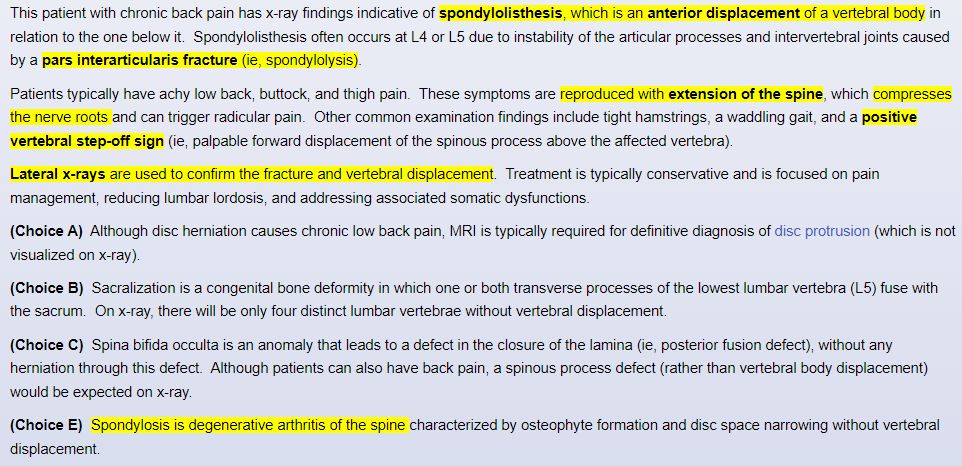 This patient with chronic back pain has x-ray findings indicative of spondylolisthesis, which is an anterior displacement of a vertebral body in
relation to the one below it.  Spondylolisthesis often occurs at L4 or L5 due to instability of the articular processes and intervertebral joints caused
by a pars interarticularis fracture (ie, spondylolysis).
Patients typically have achy low back, buttock, and thigh pain.  These symptoms are reproduced with extension of the spine, which compresses
the nerve roots and can trigger radicular pain.  Other common examination findings include tight hamstrings, a waddling gait, and a positive
vertebral step-off sign (ie, palpable forward displacement of the spinous process above the affected vertebra).
Lateral x-rays are used to confirm the fracture and vertebral displacement.  Treatment is typically conservative and is focused on pain
management, reducing lumbar lordosis, and addressing associated somatic dysfunctions.
(Choice A)  Although disc herniation causes chronic low back pain, MRI is typically required for definitive diagnosis of disc protrusion (which is not
visualized on x-ray).
(Choice B)  Sacralization is a congenital bone deformity in which one or both transverse processes of the lowest lumbar vertebra (L5) fuse with
the sacrum.  On x-ray, there will be only four distinct lumbar vertebrae without vertebral displacement.
(Choice C)  Spina bifida occulta is an anomaly that leads to a defect in the closure of the lamina (ie, posterior fusion defect), without any
herniation through this defect.  Although patients can also have back pain, a spinous process defect (rather than vertebral body displacement)
would be expected on x-ray.
(Choice E)  Spondylosis is degenerative arthritis of the spine characterized by osteophyte formation and disc space narrowing without vertebral
displacement.